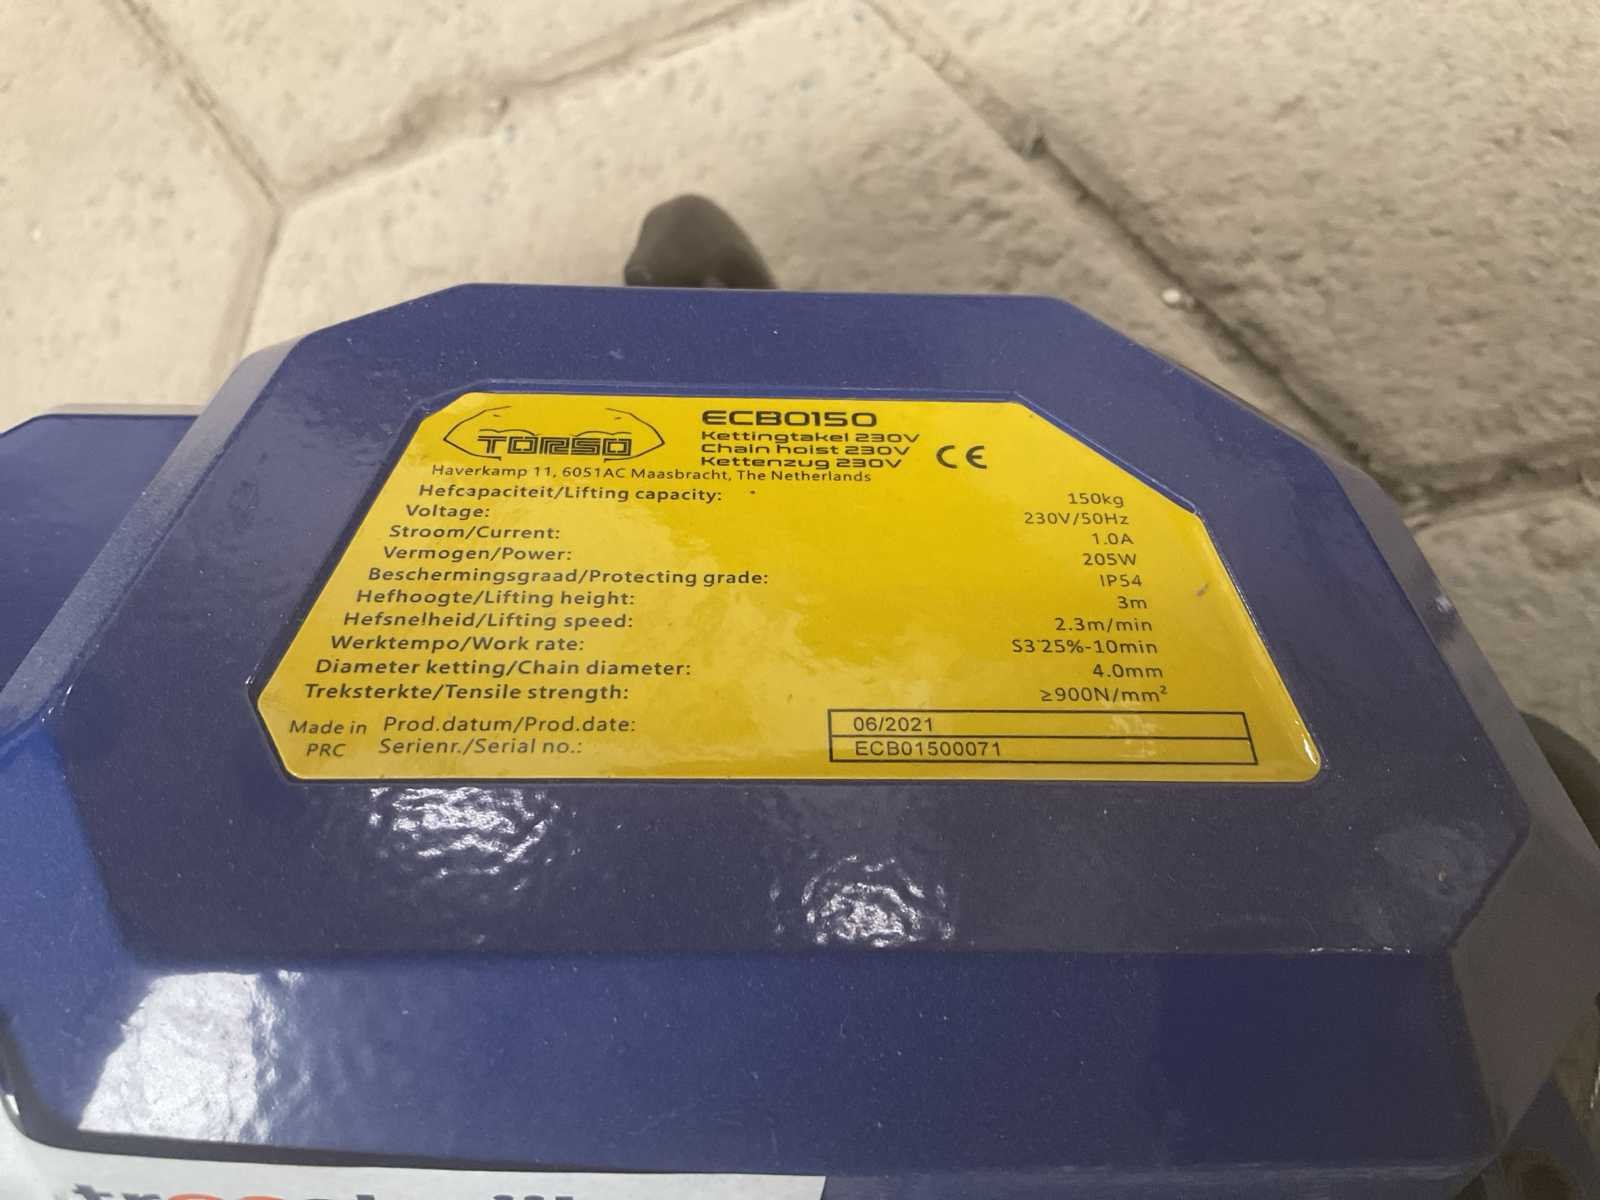 TORSO
ECB0150
Kettingtakel 230V
Chain hoist 230V
Kettenzug 230V
CE
Haverkamp 11, 6051AC Maasbracht, The Netherlands
Hefcapaciteit/Lifting capacity: 150kg
Voltage: 230V/50Hz
Stroom/Current: 1.0A
Vermogen/Power: 205W
Beschermingsgraad/Protecting grade: IP54
Hefhoogte/Lifting height: 3m
Hefsnelheid/Lifting speed: 2.3m/min
Werktempo/Work rate: S3 25%-10min
Diameter ketting/Chain diameter: 4.0mm
Treksterkte/Tensile strength: ≥900N/mm²
Made in PRC
Prod.datum/Prod.date: 06/2021
Serienr./Serial no.: ECB01500071